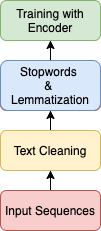 Training with
Encoder
Stopwords
&
Lemmatization
Text Cleaning
Input Sequences